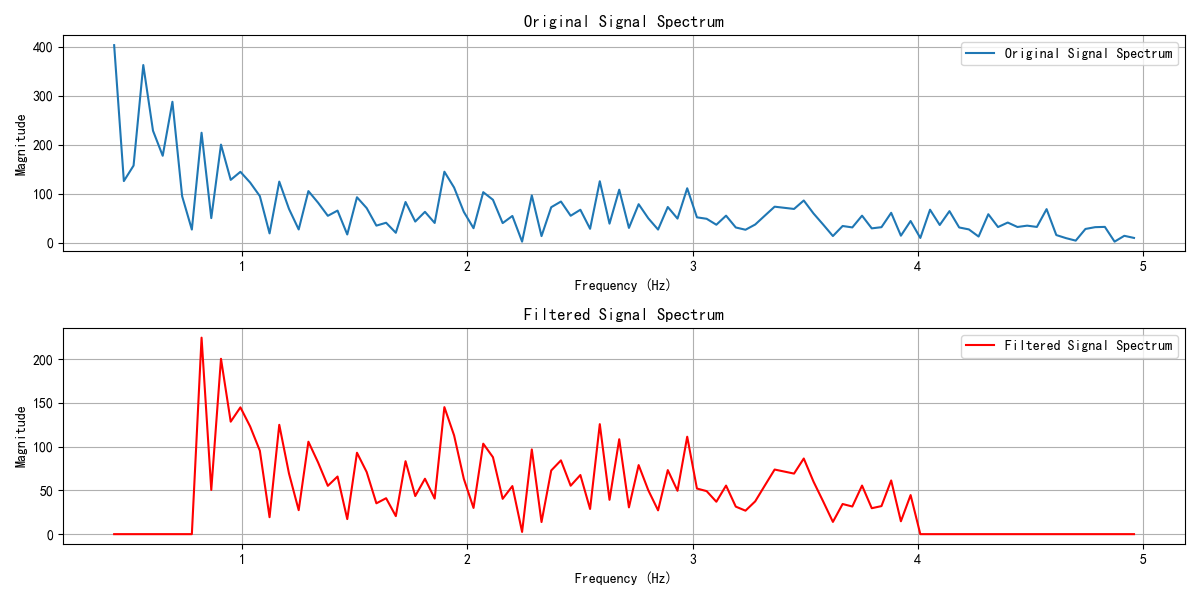 Original Signal Spectrum
Original Signal Spectrum
Magnitude
400
300
200
100
0
1
2
3
4
5
Frequency (Hz)
Filtered Signal Spectrum
Filtered Signal Spectrum
Magnitude
200
150
100
50
0
1
2
3
4
5
Frequency (Hz)